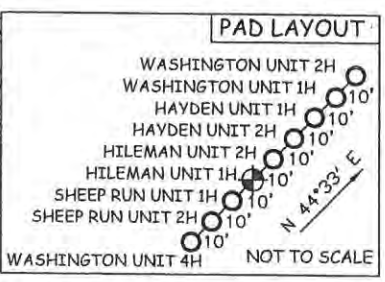 PAD LAYOUT
WASHINGTON UNIT 2H
10'
WASHINGTON UNIT 1H
10'
HAYDEN UNIT 1H
10'
HAYDEN UNIT 2H
10'
HILEMAN UNIT 2H
10'
HILEMAN UNIT 1H
10'
SHEEP RUN UNIT 1H
10'
SHEEP RUN UNIT 2H
10'
WASHINGTON UNIT 4H
N 44°33' E
NOT TO SCALE